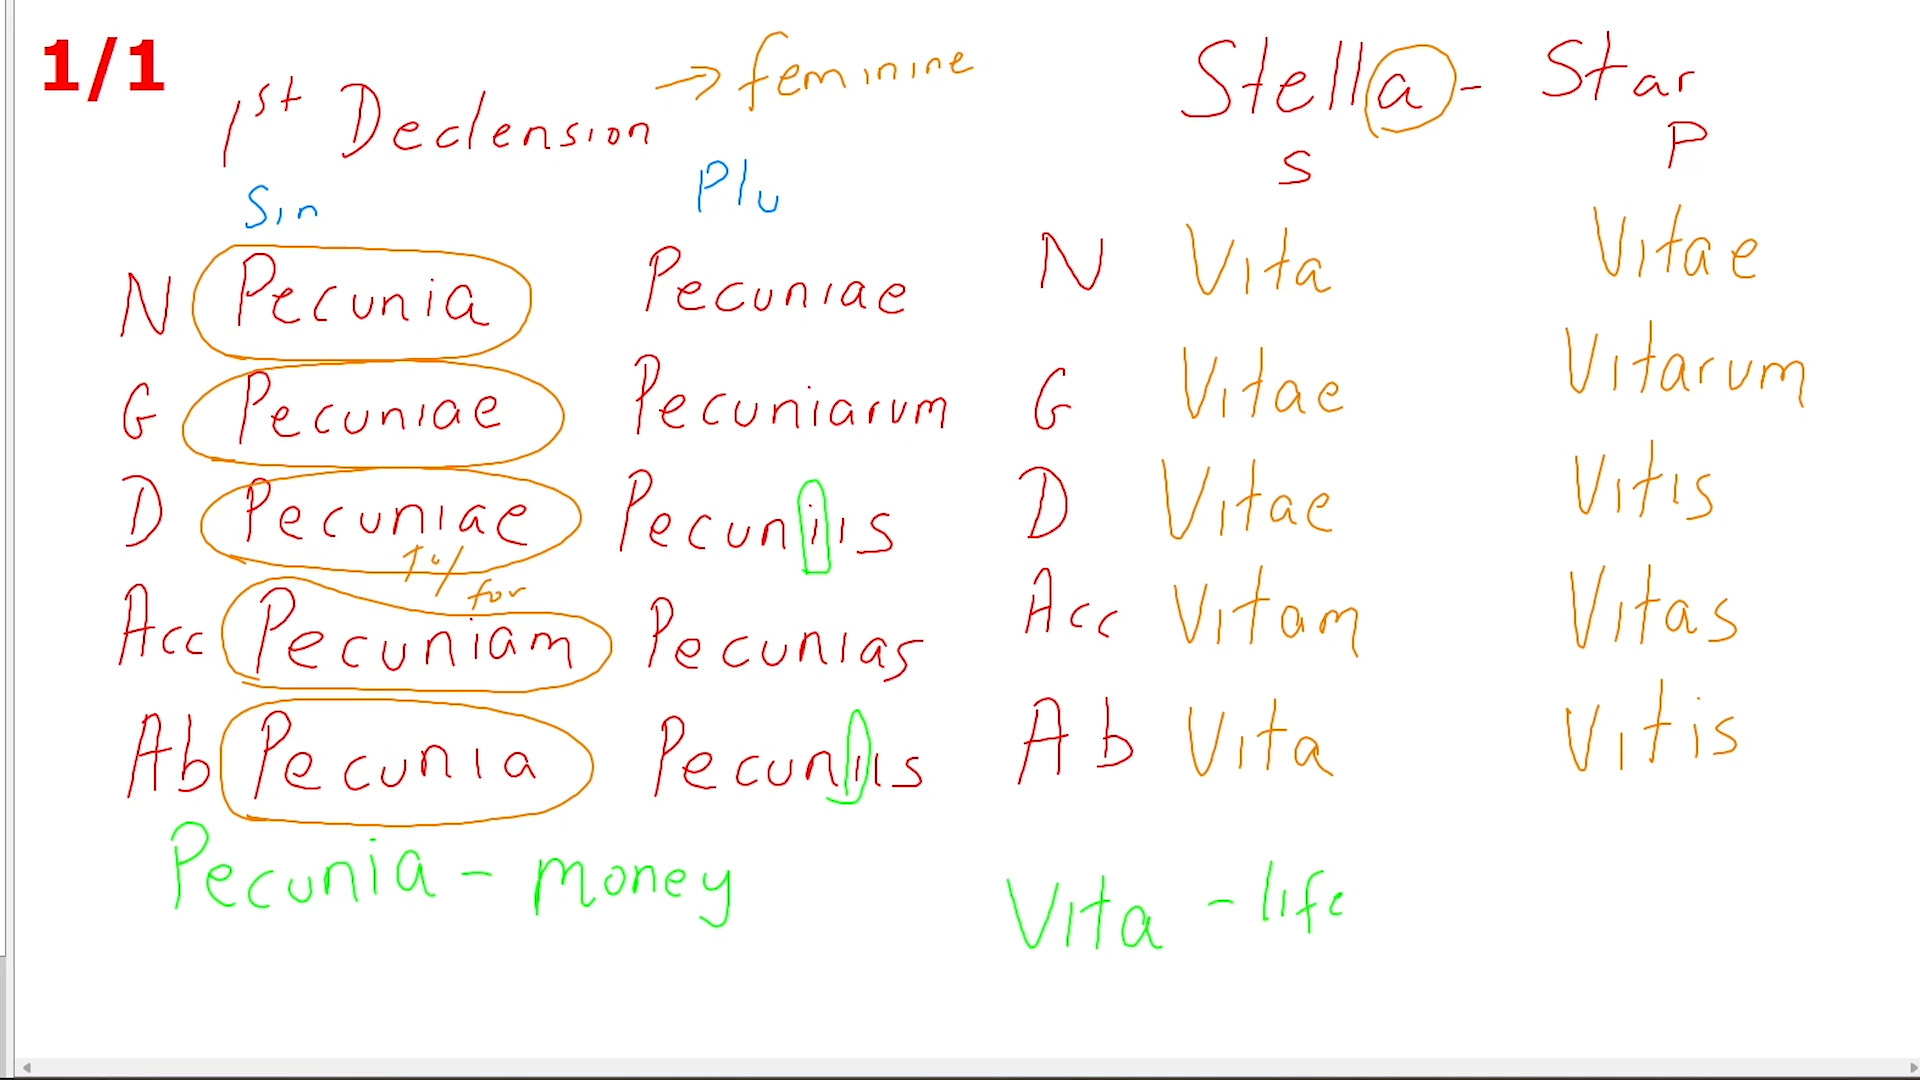 1/1
1st Declension → feminine
Stella - Star
Sin Plu
S P
N Pecunia Pecuniae
N Vita Vitae
G Pecuniae Pecuniarum
G Vitae Vitarum
D Pecuniae Pecuniis
D Vitae Vitis
to/for
Acc Pecuniam Pecunias
Acc Vitam Vitas
Ab Pecunia Pecuniis
Ab Vita Vitis
Pecunia - money
Vita - life